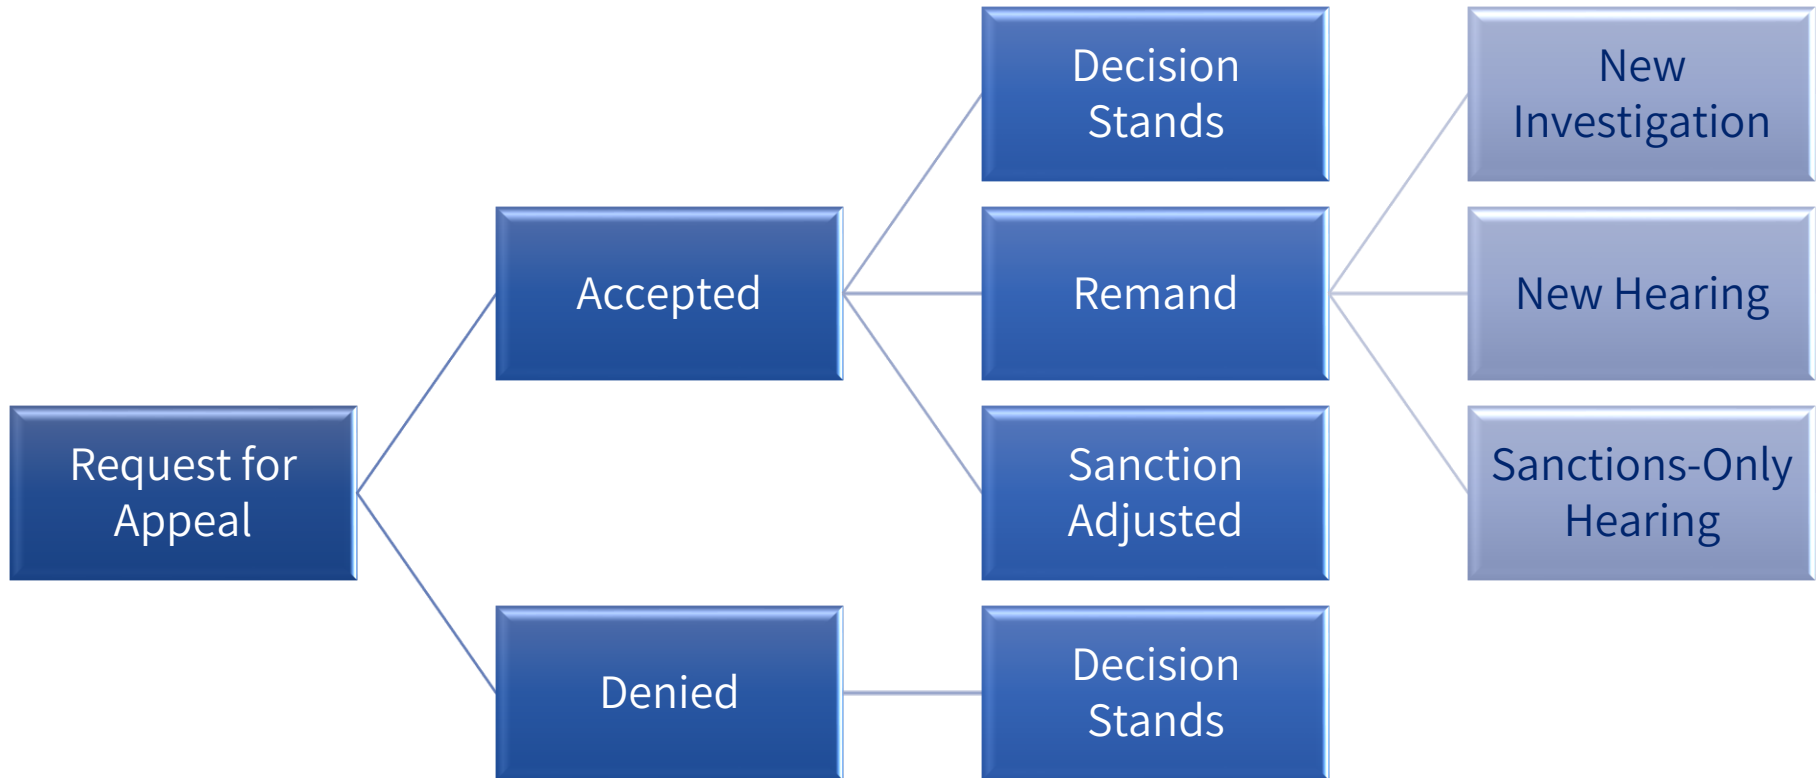 Request for
Appeal
Accepted
Denied
Decision
Stands
Remand
Sanction
Adjusted
Decision
Stands
New
Investigation
New Hearing
Sanctions-Only
Hearing